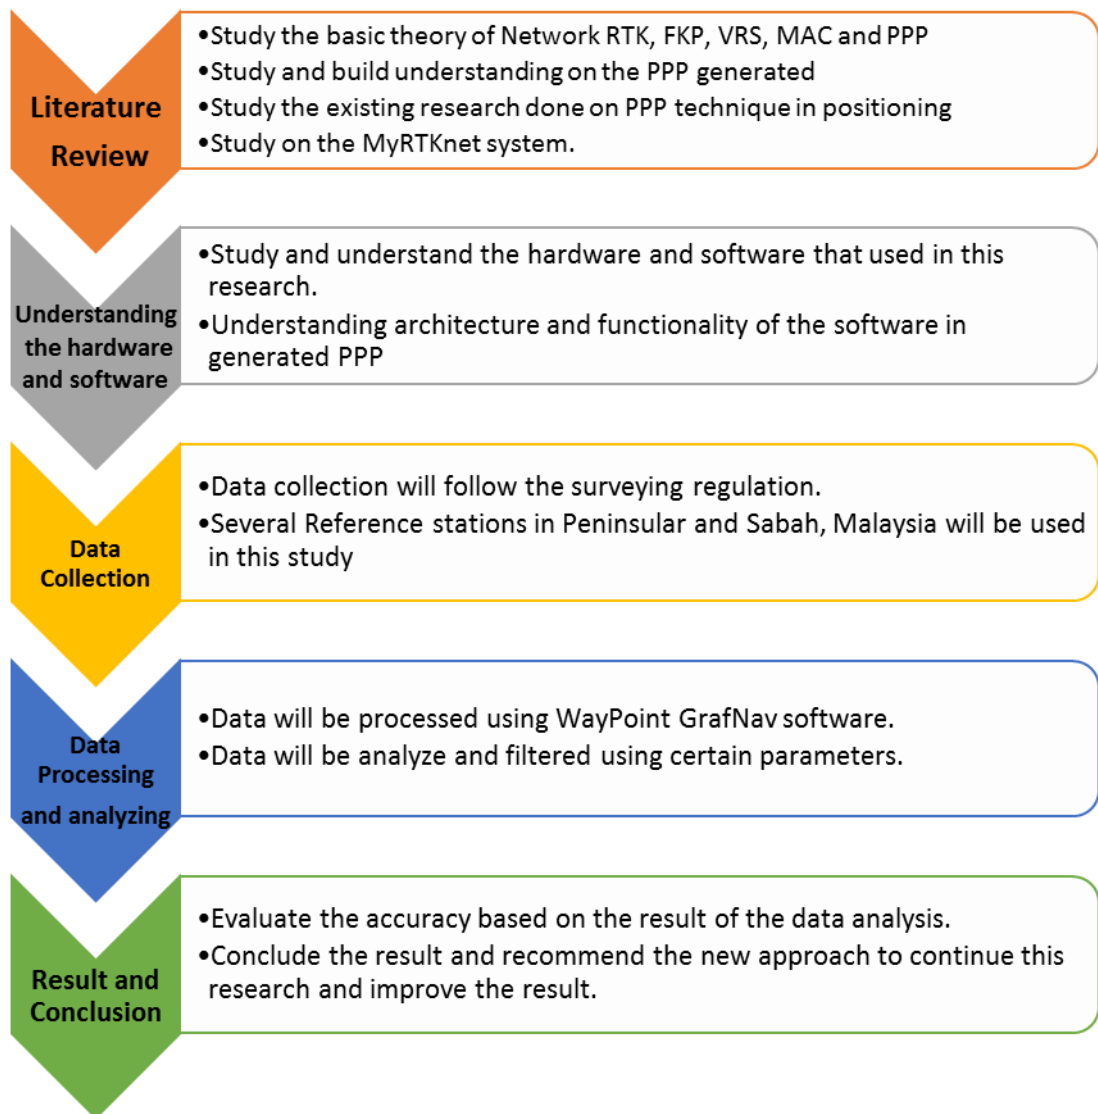 Literature
Review
•Study the basic theory of Network RTK, FKP, VRS, MAC and PPP
•Study and build understanding on the PPP generated
•Study the existing research done on PPP technique in positioning
•Study on the MyRTKnet system.
Understanding
the hardware
and software
•Study and understand the hardware and software that used in this
research.
•Understanding architecture and functionality of the software in
generated PPP
Data
Collection
•Data collection will follow the surveying regulation.
•Several Reference stations in Peninsular and Sabah, Malaysia will be used
in this study
Data
Processing
and analyzing
•Data will be processed using WayPoint GrafNav software.
•Data will be analyze and filtered using certain parameters.
Result and
Conclusion
•Evaluate the accuracy based on the result of the data analysis.
•Conclude the result and recommend the new approach to continue this
research and improve the result.